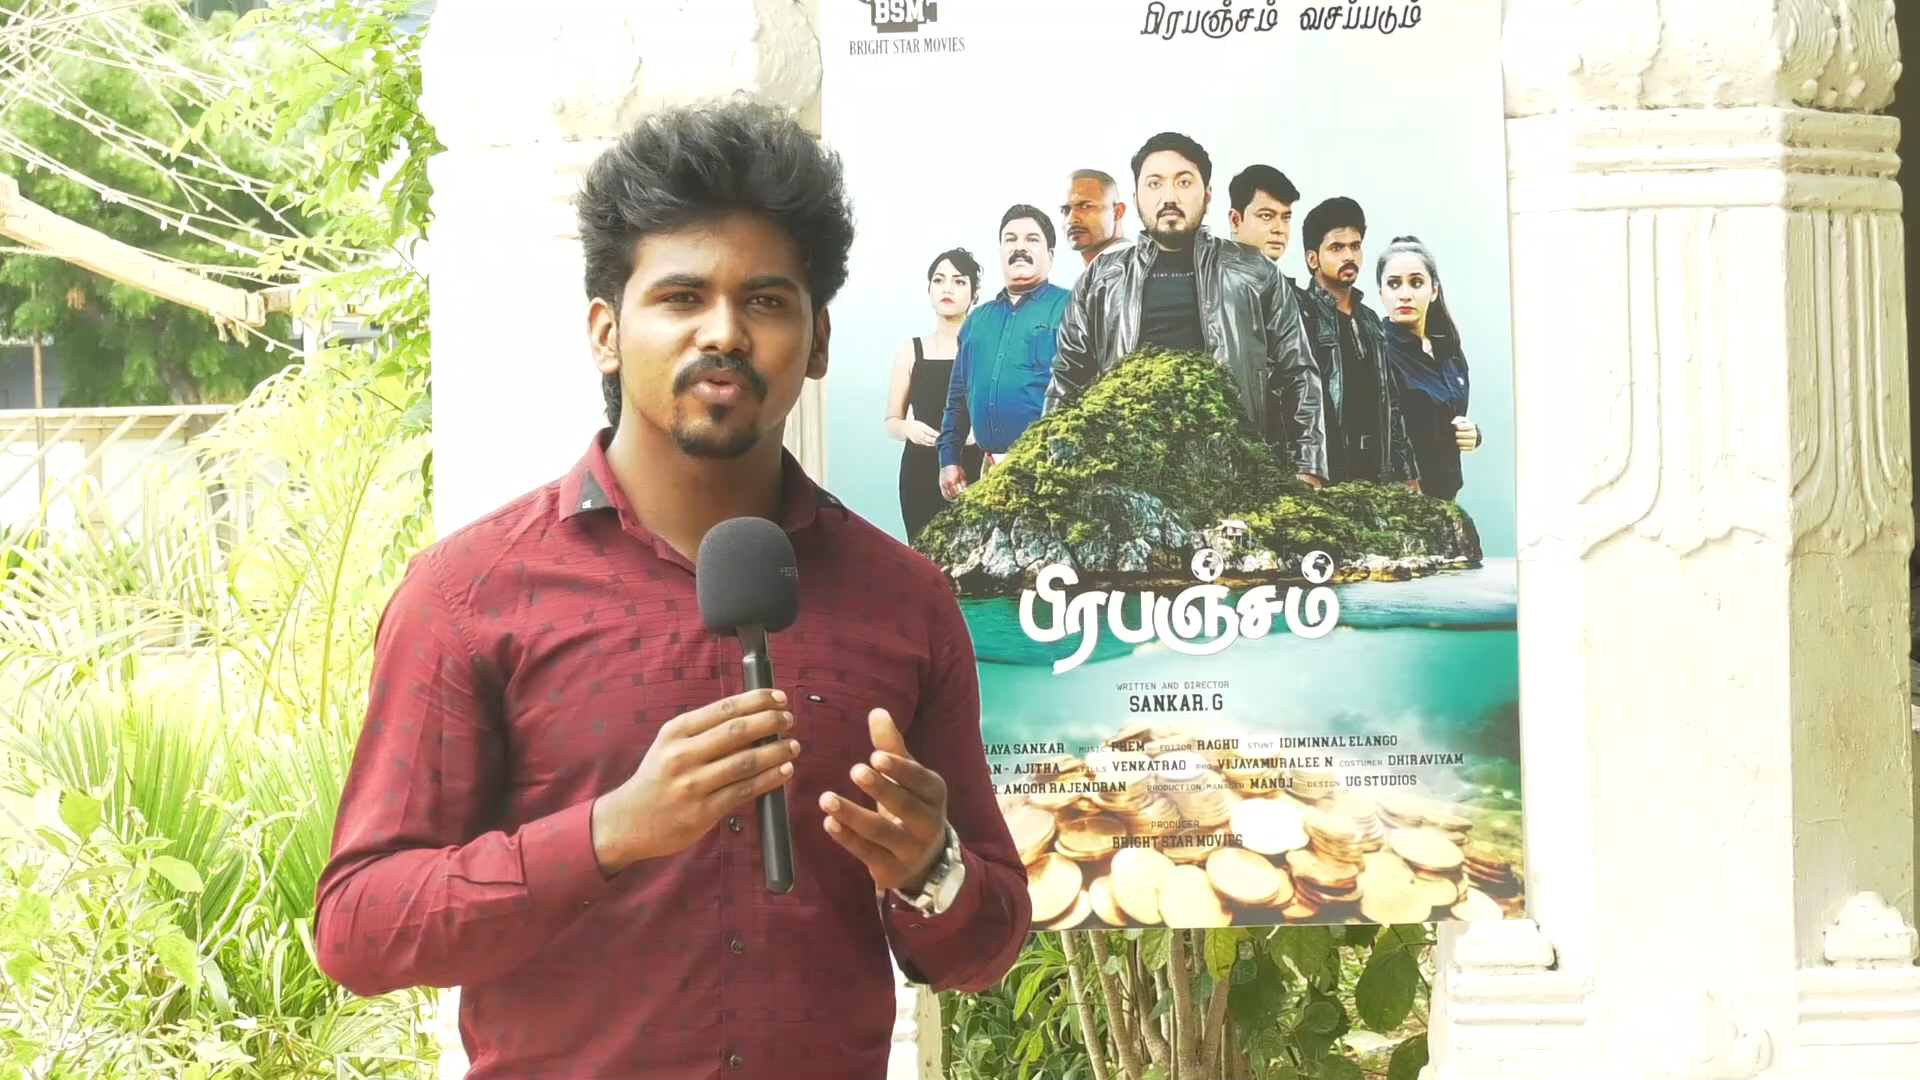 BSM
BRIGHT STAR MOVIES
பிரபஞ்சம் வசப்படும்
பிரபஞ்சம்
WRITTEN AND DIRECTOR
SANKAR. G
HAYA SANKAR MUSIC PHEM EDITOR RAGHU STUNT IDIMINNAL ELANGO
AN - AJITHA STILLS VENKATRAO PRO VIJAYAMURALEE N COSTUMER DHIRAVIYAM
R. AMOOR RAJENDRAN PRODUCTION MANAGER MANOJ DESIGN UG STUDIOS
PRODUCER
BRIGHT STAR MOVIES